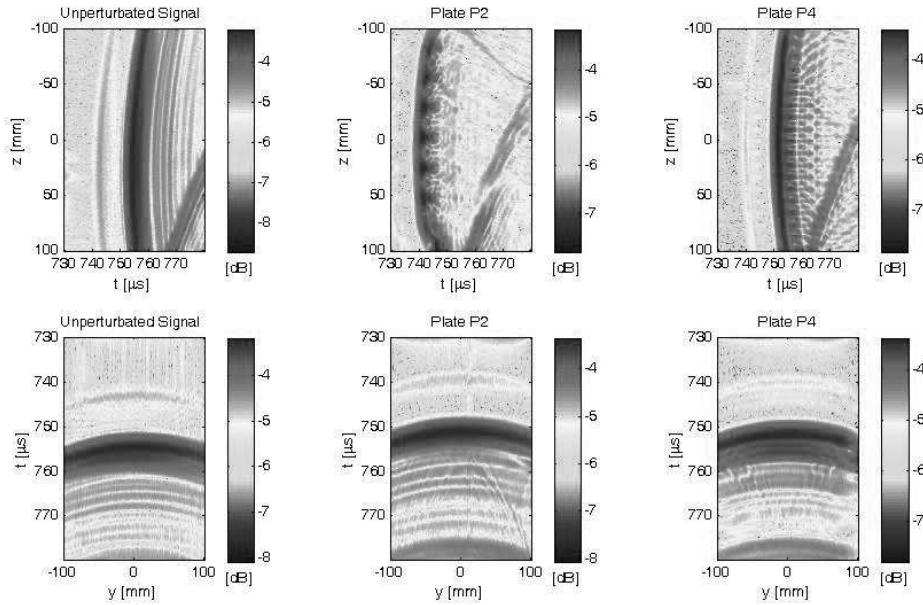 Unperturbated Signal
Plate P2
Plate P4
-100
-50
0
50
100
z [mm]
730 740 750 760 770
t [µs]
-4
-5
-6
-7
-8
[dB]
-100
-50
0
50
100
z [mm]
730 740 750 760 770
t [µs]
-4
-5
-6
-7
[dB]
-100
-50
0
50
100
z [mm]
730 740 750 760 770
t [µs]
-4
-5
-6
-7
[dB]
Unperturbated Signal
Plate P2
Plate P4
730
740
750
760
770
t [µs]
-100 0 100
y [mm]
-4
-5
-6
-7
-8
[dB]
730
740
750
760
770
t [µs]
-100 0 100
y [mm]
-4
-5
-6
-7
-8
[dB]
730
740
750
760
770
t [µs]
-100 0 100
y [mm]
-4
-5
-6
-7
[dB]